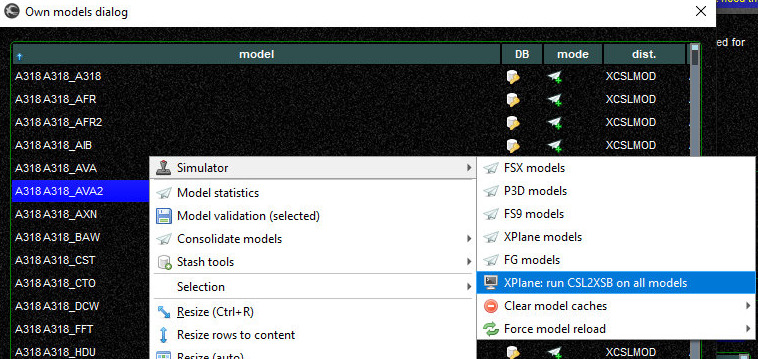 Own models dialog
model DB mode dist.
ed for
A318 A318_A318 XCSLMOD
A318 A318_AFR XCSLMOD
A318 A318_AFR2 XCSLMOD
A318 A318_AIB XCSLMOD
A318 A318_AVA
A318 A318_AVA2
A318 A318_AXN
A318 A318_BAW
A318 A318_CST
A318 A318_CTO
A318 A318_DCW
A318 A318_FFT
A318 A318_HDU
Simulator
Model statistics
Model validation (selected)
Consolidate models
Stash tools
Selection
Resize (Ctrl+R)
Resize rows to content
Resize (auto)
FSX models
P3D models
FS9 models
XPlane models
FG models
XPlane: run CSL2XSB on all models
Clear model caches
Force model reload